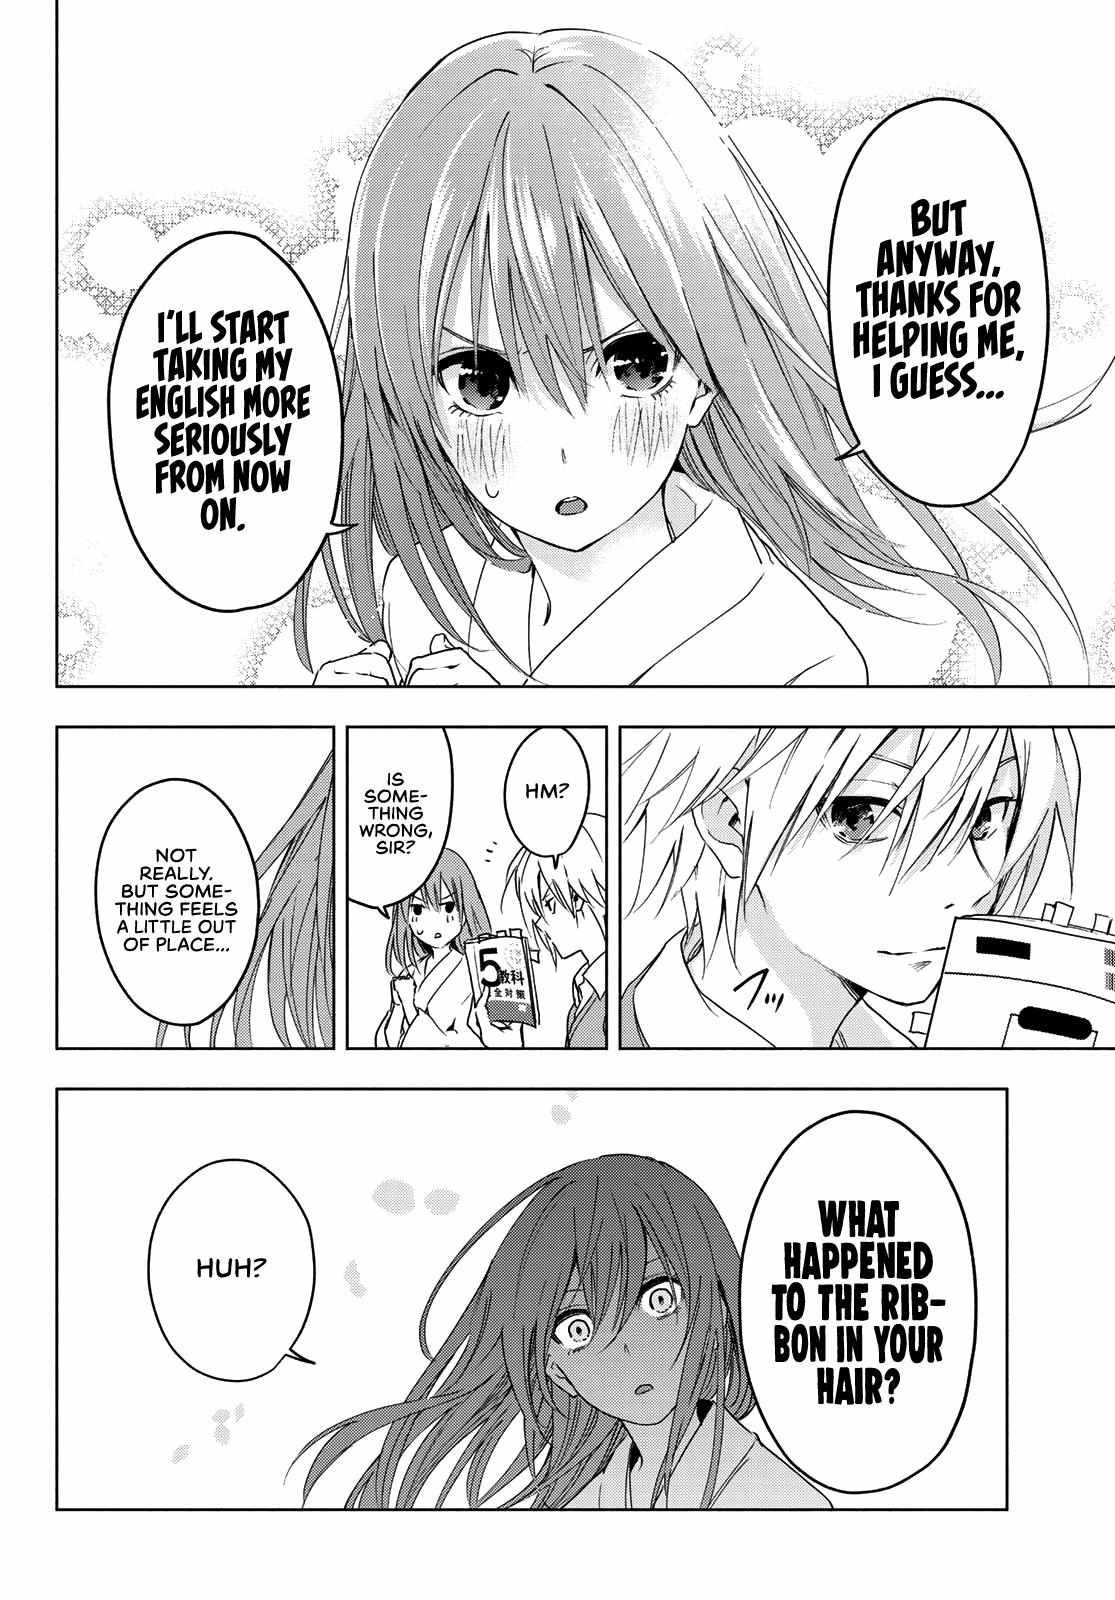 BUT
ANYWAY,
THANKS FOR
HELPING ME,
I GUESS...
I'LL START
TAKING MY
ENGLISH MORE
SERIOUSLY
FROM NOW
ON.
HM?
IS
SOME-
THING
WRONG,
SIR?
5教科
全対策
NOT
REALLY.
BUT SOME-
THING FEELS
A LITTLE OUT
OF PLACE...
WHAT
HAPPENED
TO THE RIB-
BON IN YOUR
HAIR?
HUH?